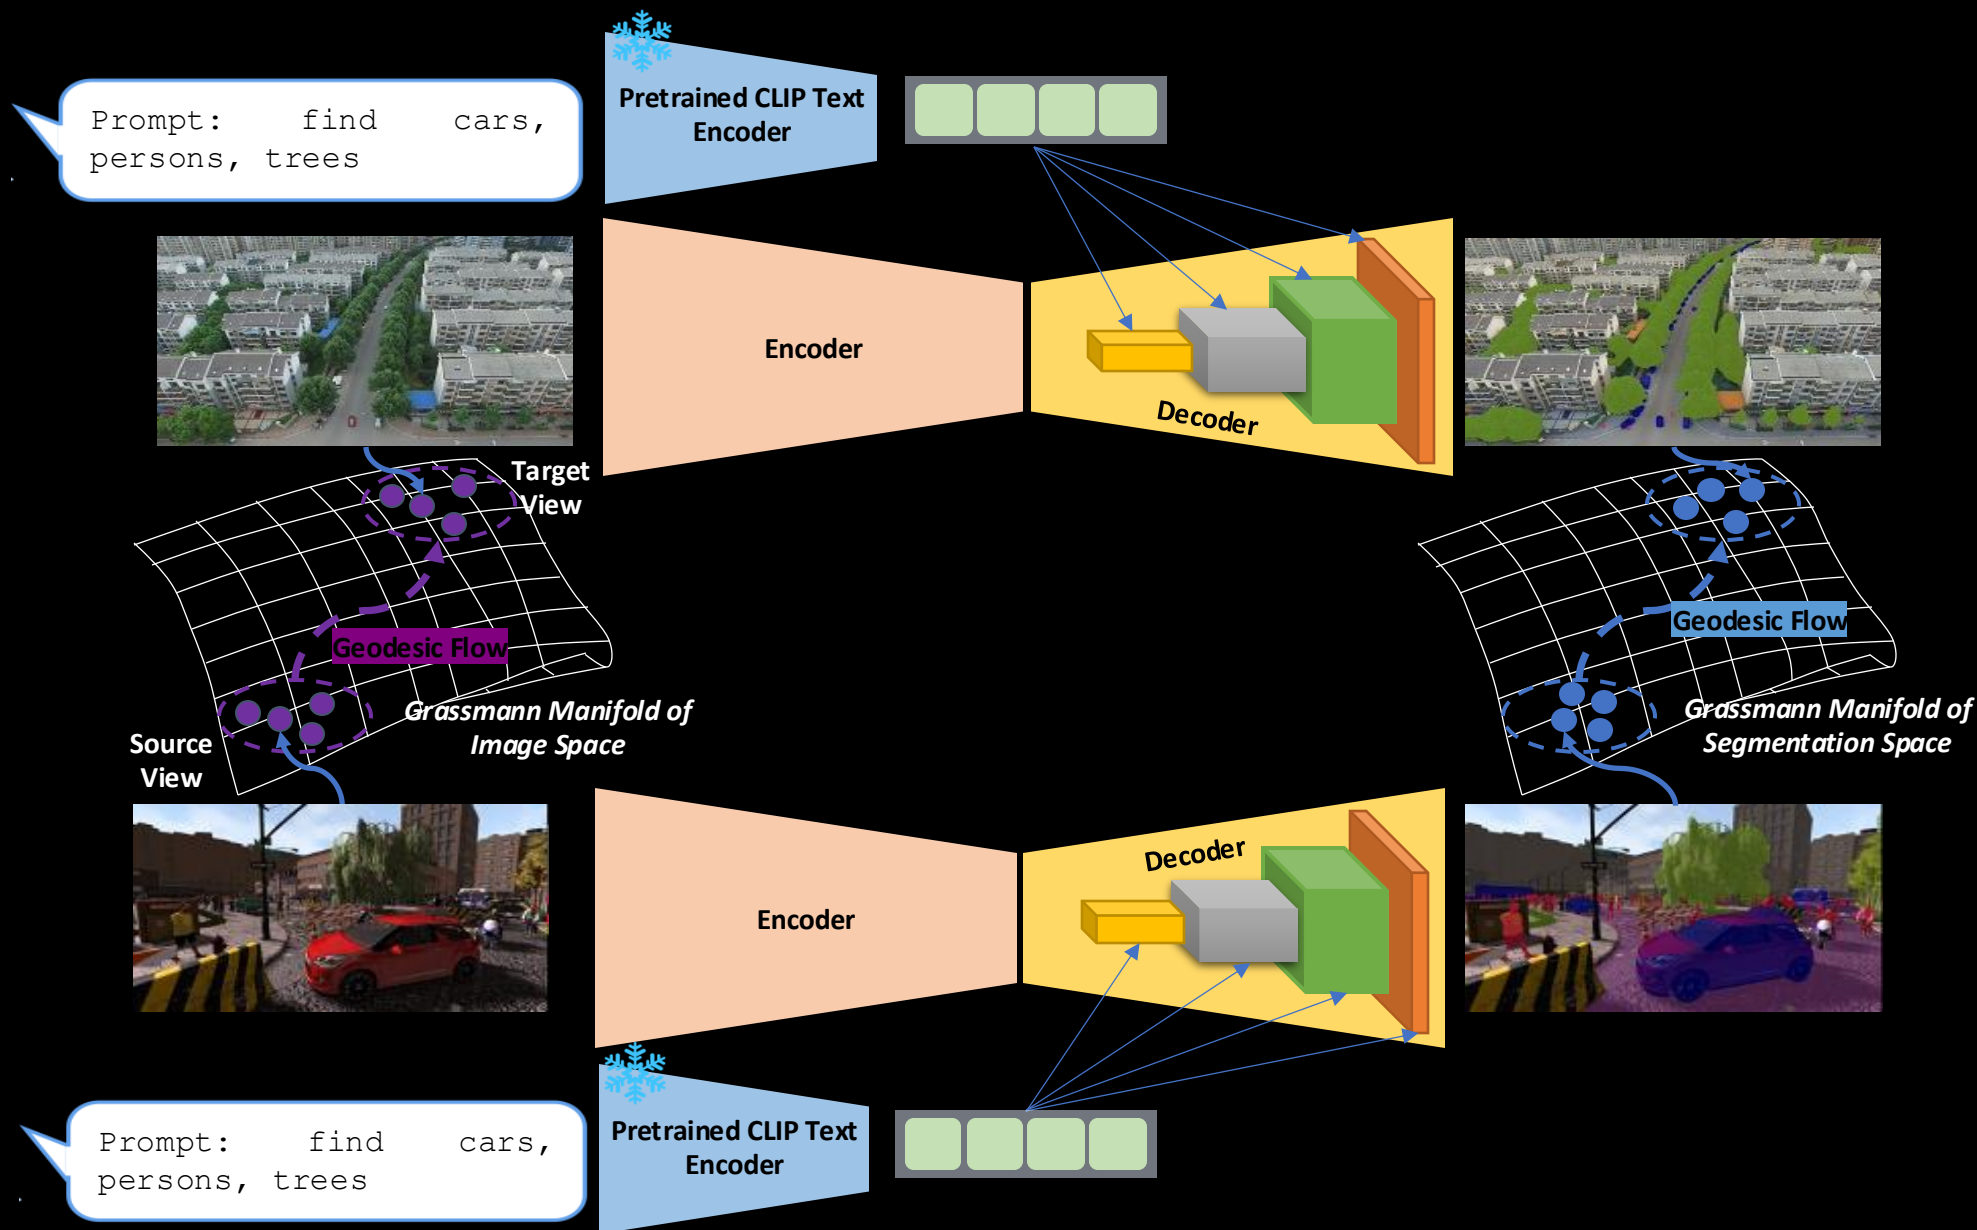 Prompt: find cars,
persons, trees
Pretrained CLIP Text
Encoder
Encoder
Decoder
Target
View
Geodesic Flow
Grassmann Manifold of
Image Space
Source
View
Geodesic Flow
Grassmann Manifold of
Segmentation Space
Encoder
Decoder
Prompt: find cars,
persons, trees
Pretrained CLIP Text
Encoder